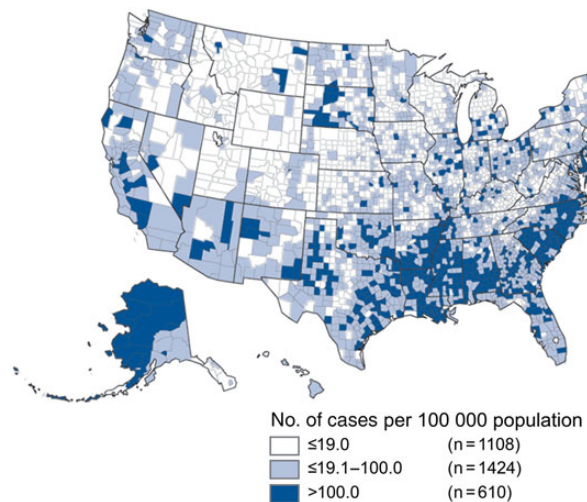 No. of cases per 100 000 population
≤19.0 (n=1108)
≤19.1–100.0 (n=1424)
>100.0 (n=610)